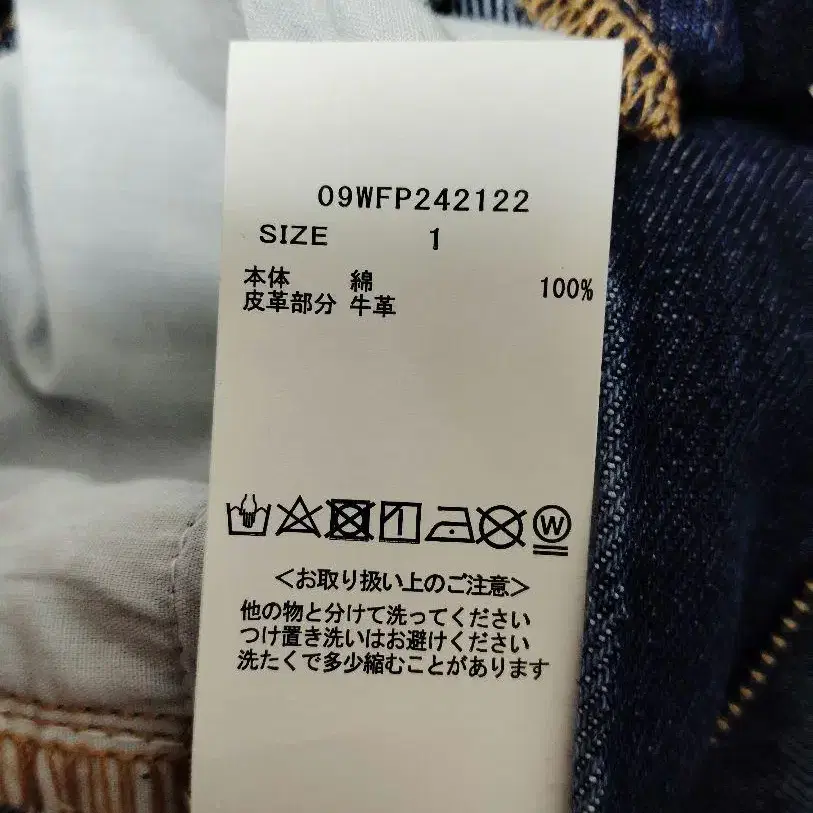 09WFP242122
SIZE 1
本体 綿 100%
皮革部分 牛革
W
<お取り扱い上のご注意>
他の物と分けて洗ってください
つけ置き洗いはお避けください
洗たくで多少縮むことがあります